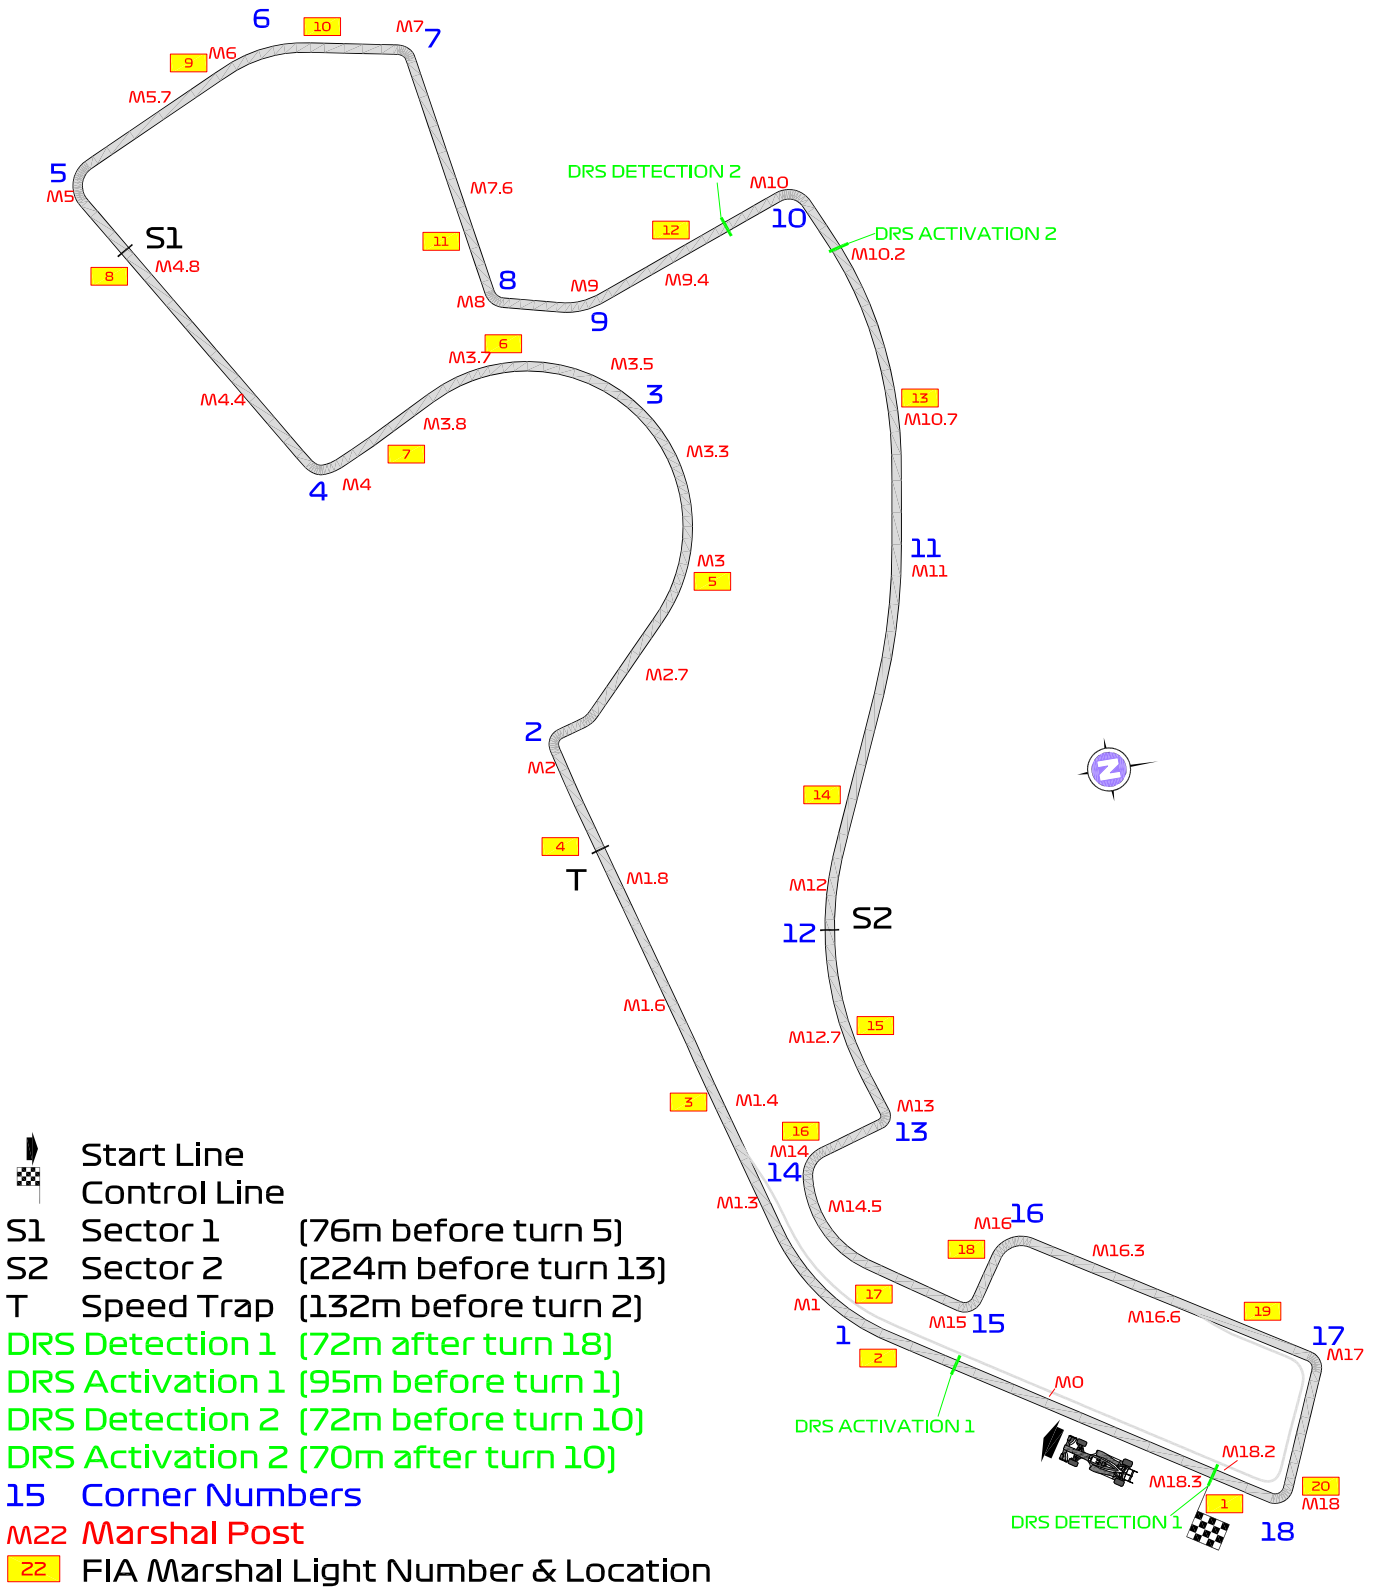 6
10
M7
7
M6
9
M5.7
5
M5
S1
M4.8
8
M7.6
11
8
M8
M9
9
DRS DETECTION 2
M10
10
12
M9.4
DRS ACTIVATION 2
M10.2
6
M3.7
M3.5
3
M4.4
M3.8
7
M4
4
M3.3
13
M10.7
11
M11
M3
5
M2.7
2
M2
4
T
M1.8
14
M12
12
S2
N
M1.6
15
M12.7
3
M1.4
M13
13
16
M14
14
M1.3
M14.5
M16
16
18
M16.3
17
M15
15
M16.6
19
17
M17
M1
1
2
M0
DRS ACTIVATION 1
M18.2
M18.3
1
20
M18
18
DRS DETECTION 1
Start Line
Control Line
S1 Sector 1 (76m before turn 5)
S2 Sector 2 (224m before turn 13)
T Speed Trap (132m before turn 2)
DRS Detection 1 (72m after turn 18)
DRS Activation 1 (95m before turn 1)
DRS Detection 2 (72m before turn 10)
DRS Activation 2 (70m after turn 10)
15 Corner Numbers
M22 Marshal Post
22 FIA Marshal Light Number & Location